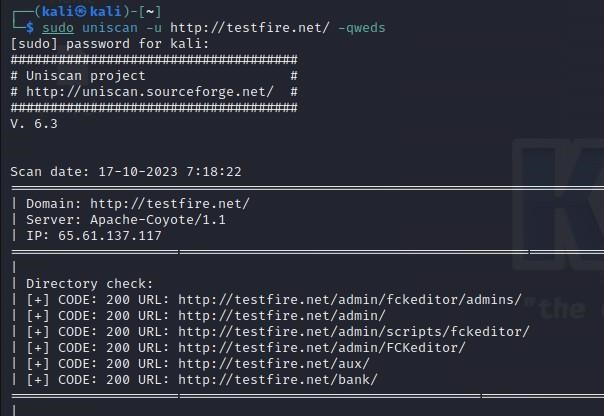 ┌──(kali㉿kali)-[~]
└─$ sudo uniscan -u http://testfire.net/ -qweds
[sudo] password for kali:
####################################
# Uniscan project                  #
# http://uniscan.sourceforge.net/  #
####################################
V. 6.3
Scan date: 17-10-2023 7:18:22
| Domain: http://testfire.net/
| Server: Apache-Coyote/1.1
| IP: 65.61.137.117
|
| Directory check:
| [+] CODE: 200 URL: http://testfire.net/admin/fckeditor/admins/
| [+] CODE: 200 URL: http://testfire.net/admin/
| [+] CODE: 200 URL: http://testfire.net/admin/scripts/fckeditor/
| [+] CODE: 200 URL: http://testfire.net/admin/FCKeditor/
| [+] CODE: 200 URL: http://testfire.net/aux/
| [+] CODE: 200 URL: http://testfire.net/bank/
|
K
"the